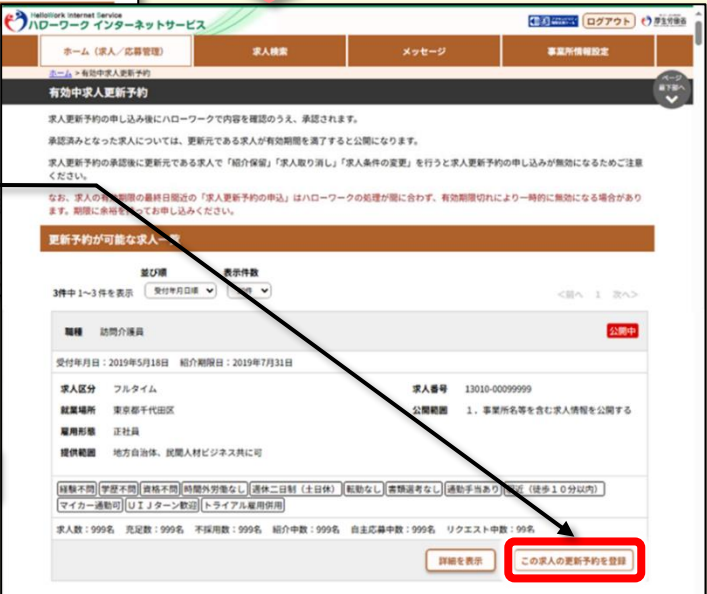 HelloWork Internet Service
ハローワーク インターネットサービス
ログアウト
厚生労働省
ホーム（求人／応募管理）
求人検索
メッセージ
事業所情報設定
ホーム > 有効中求人更新予約
有効中求人更新予約
ページ
最下部へ
求人更新予約の申し込み後にハローワークで内容を確認のうえ、承認されます。
承認済みとなった求人については、更新元である求人が有効期間を満了すると公開になります。
求人更新予約の承認後に更新元である求人で「紹介保留」「求人取り消し」「求人条件の変更」を行うと求人更新予約の申し込みが無効になるためご注意
ください。
なお、求人の有効期限の最終日間近の「求人更新予約の申込」はハローワークの処理が間に合わず、有効期限切れにより一時的に無効になる場合があり
ます。期限に余裕を持ってお申し込みください。
更新予約が可能な求人一覧
並び順 表示件数
3件中 1～3 件を表示 受付年月日順
<前へ 1 次へ>
職種 訪問介護員 公開中
受付年月日：2019年5月18日 紹介期限日：2019年7月31日
求人区分 フルタイム 求人番号 13010-00099999
就業場所 東京都千代田区 公開範囲 1．事業所名等を含む求人情報を公開する
雇用形態 正社員
提供範囲 地方自治体、民間人材ビジネス共に可
経験不問 学歴不問 資格不問 時間外労働なし 週休二日制（土日休） 転勤なし 書類選考なし 通勤手当あり 駅近（徒歩１０分以内）
マイカー通勤可 ＵＩＪターン歓迎 トライアル雇用併用
求人数：999名 充足数：999名 不採用数：999名 紹介中数：999名 自主応募中数：999名 リクエスト中数：99名
詳細を表示 この求人の更新予約を登録